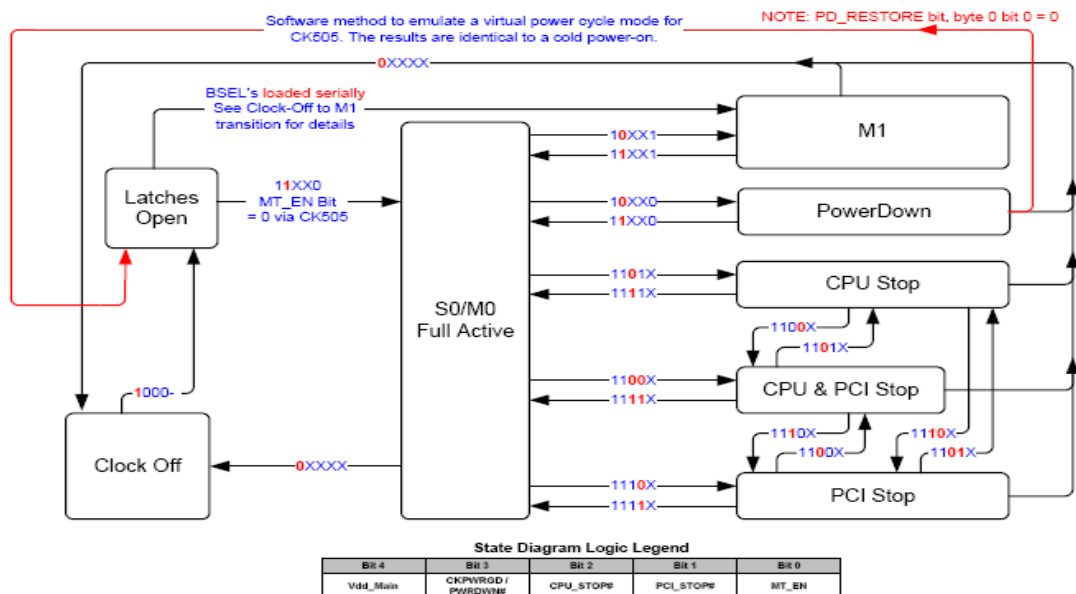 Software method to emulate a virtual power cycle mode for
CK505. The results are identical to a cold power-on.
NOTE: PD_RESTORE bit, byte 0 bit 0 = 0
0XXXX
BSEL's loaded serially
See Clock-Off to M1
transition for details
M1
10XX1
11XX1
Latches
Open
11XX0
MT_EN Bit
= 0 via CK505
10XX0
11XX0
PowerDown
S0/M0
Full Active
1101X
1111X
CPU Stop
1100X
1101X
1100X
1111X
CPU & PCI Stop
1000-
1110X
1100X
1110X
1101X
Clock Off
0XXXX
1110X
1111X
PCI Stop
State Diagram Logic Legend
Bit 4 Bit 3 Bit 2 Bit 1 Bit 0
Vdd_Main CKPWRGD / PWRDWN# CPU_STOP# PCI_STOP# MT_EN